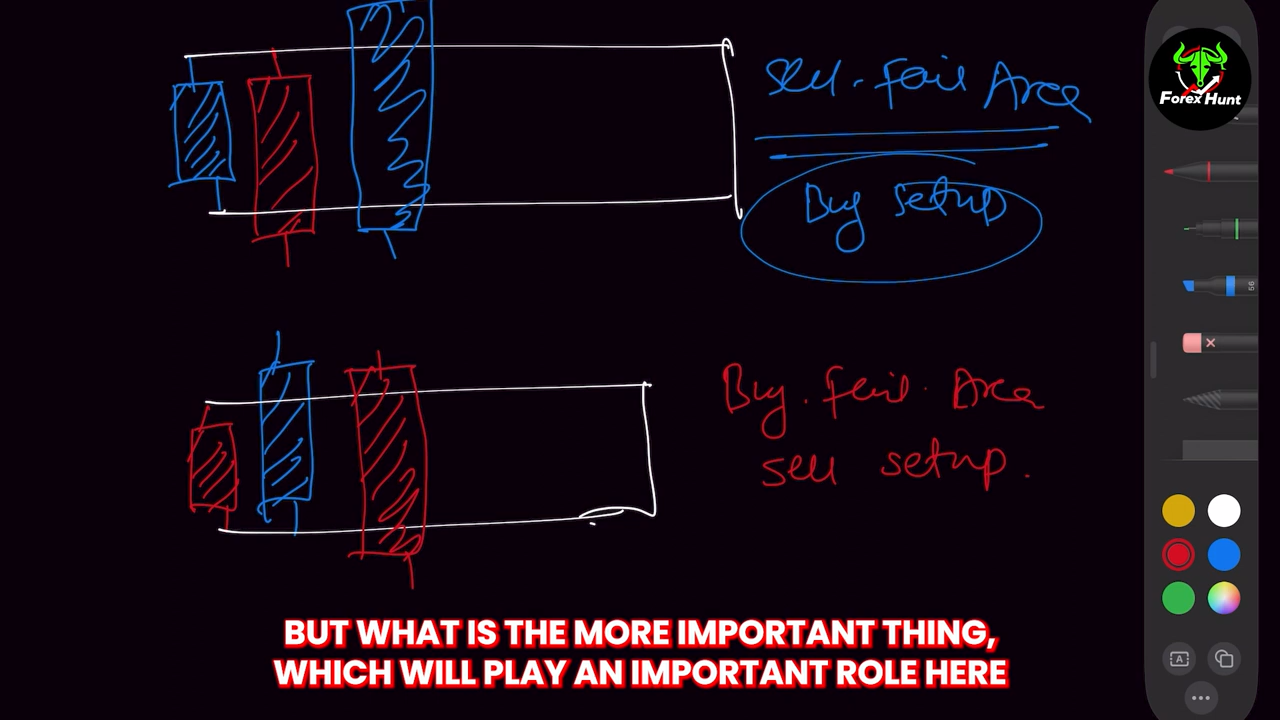 Sell. Fail Area
Forex Hunt
Buy setup
Buy. Fail. Area
sell setup.
BUT WHAT IS THE MORE IMPORTANT THING,
WHICH WILL PLAY AN IMPORTANT ROLE HERE
A